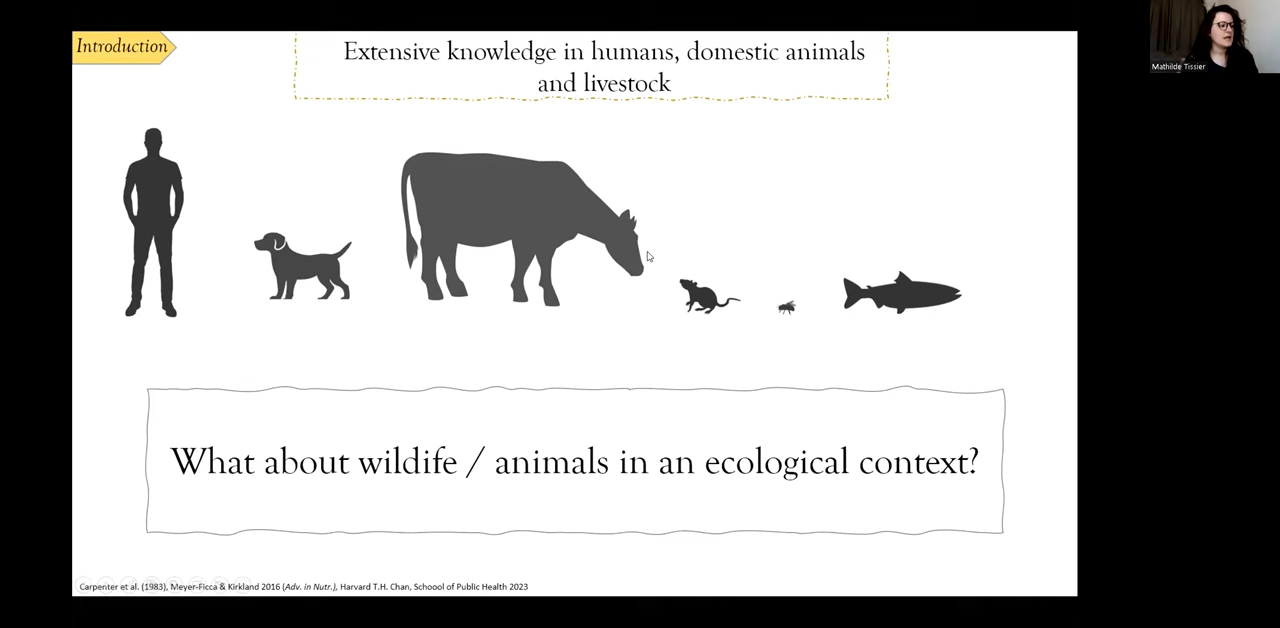 Introduction
Extensive knowledge in humans, domestic animals
and livestock
Mathilde Tissier
What about wildife / animals in an ecological context?
Carpenter et al. (1983), Meyer-Ficca & Kirkland 2016 (Adv. in Nutr.), Harvard T.H. Chan, Schoool of Public Health 2023